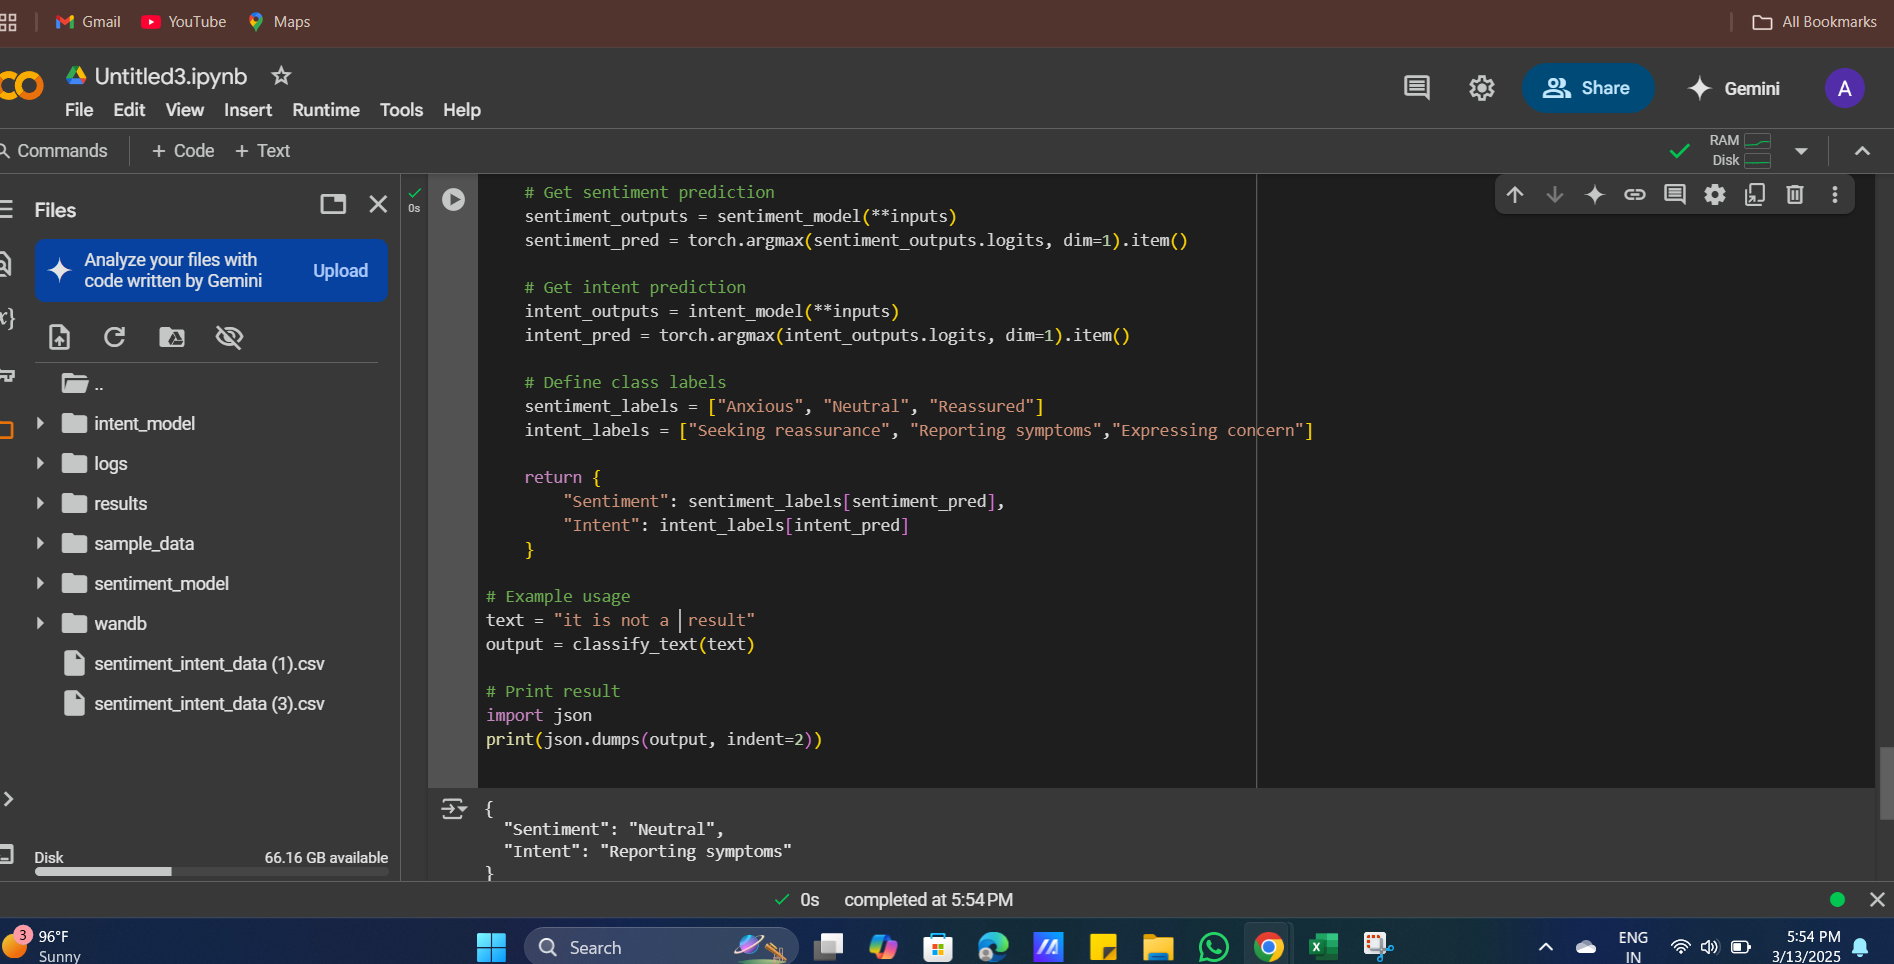 Gmail
YouTube
Maps
All Bookmarks
Untitled3.ipynb
File Edit View Insert Runtime Tools Help
Share
Gemini
A
Commands
+ Code
+ Text
RAM
Disk
Files
Analyze your files with
code written by Gemini
Upload
..
intent_model
logs
results
sample_data
sentiment_model
wandb
sentiment_intent_data (1).csv
sentiment_intent_data (3).csv
Disk
66.16 GB available
0s
# Get sentiment prediction
sentiment_outputs = sentiment_model(**inputs)
sentiment_pred = torch.argmax(sentiment_outputs.logits, dim=1).item()
# Get intent prediction
intent_outputs = intent_model(**inputs)
intent_pred = torch.argmax(intent_outputs.logits, dim=1).item()
# Define class labels
sentiment_labels = ["Anxious", "Neutral", "Reassured"]
intent_labels = ["Seeking reassurance", "Reporting symptoms","Expressing concern"]
return {
"Sentiment": sentiment_labels[sentiment_pred],
"Intent": intent_labels[intent_pred]
}
# Example usage
text = "it is not a  result"
output = classify_text(text)
# Print result
import json
print(json.dumps(output, indent=2))
{
"Sentiment": "Neutral",
"Intent": "Reporting symptoms"
}
0s completed at 5:54 PM
3
96°F
Sunny
Search
ENG
IN
5:54 PM
3/13/2025